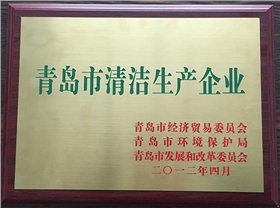 青岛市清洁生产企业
青岛市经济贸易委员会
青岛市环境保护局
青岛市发展和改革委员会
二〇一二年四月